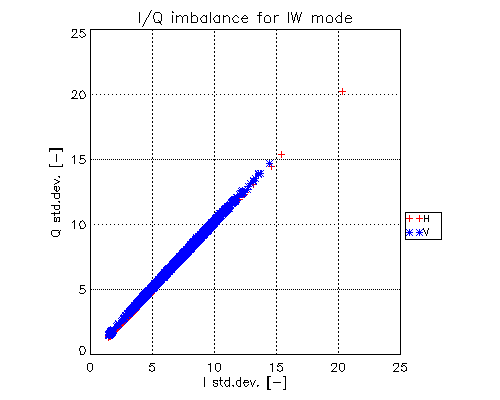 I/Q imbalance for IW mode
25
20
15
10
5
0
Q std.dev. [-]
0 5 10 15 20 25
I std.dev. [-]
H
V